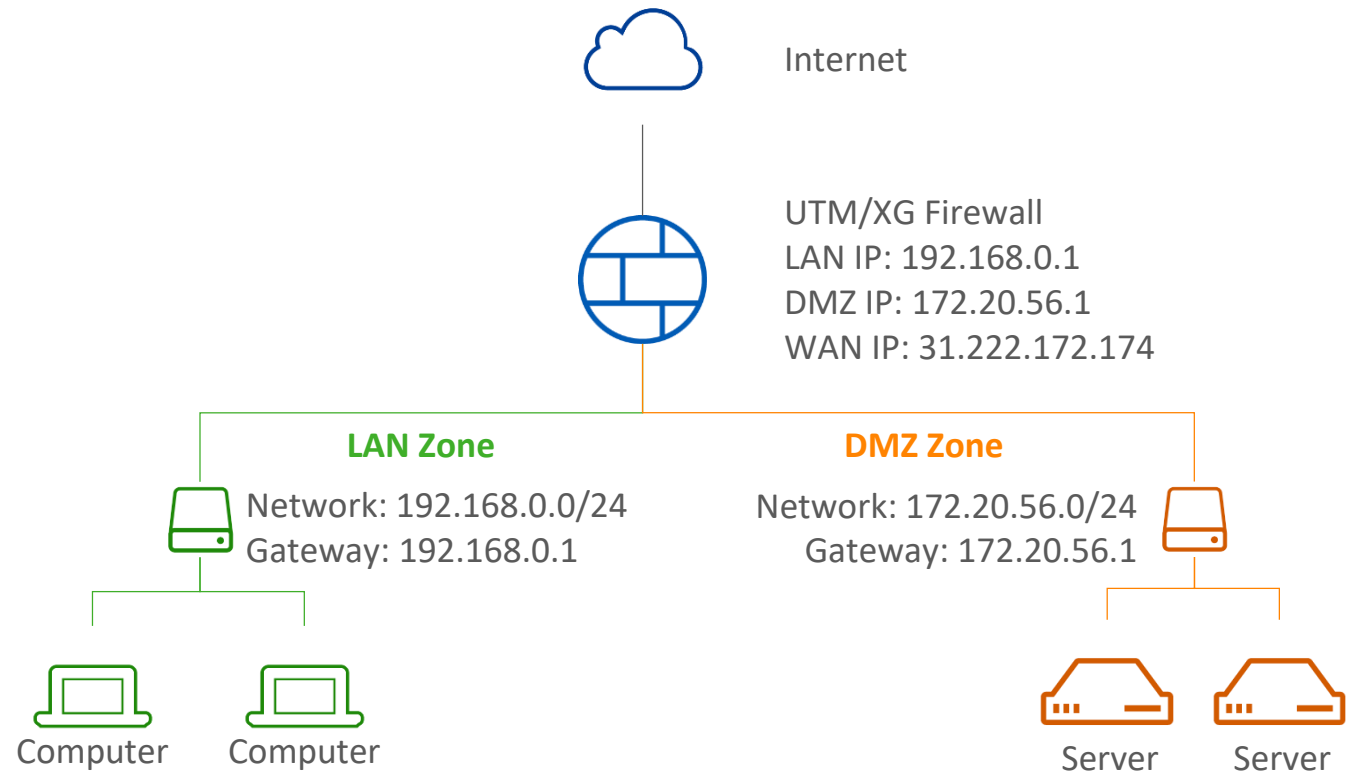 Internet
UTM/XG Firewall
LAN IP: 192.168.0.1
DMZ IP: 172.20.56.1
WAN IP: 31.222.172.174
LAN Zone
Network: 192.168.0.0/24
Gateway: 192.168.0.1
DMZ Zone
Network: 172.20.56.0/24
Gateway: 172.20.56.1
Computer
Computer
Server
Server